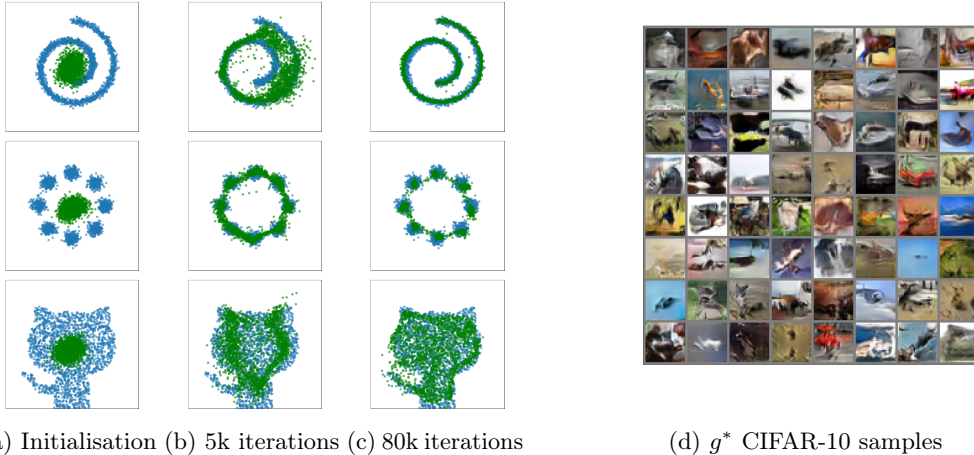 ) Initialisation (b) 5k iterations (c) 80k iterations
(d) g* CIFAR-10 samples